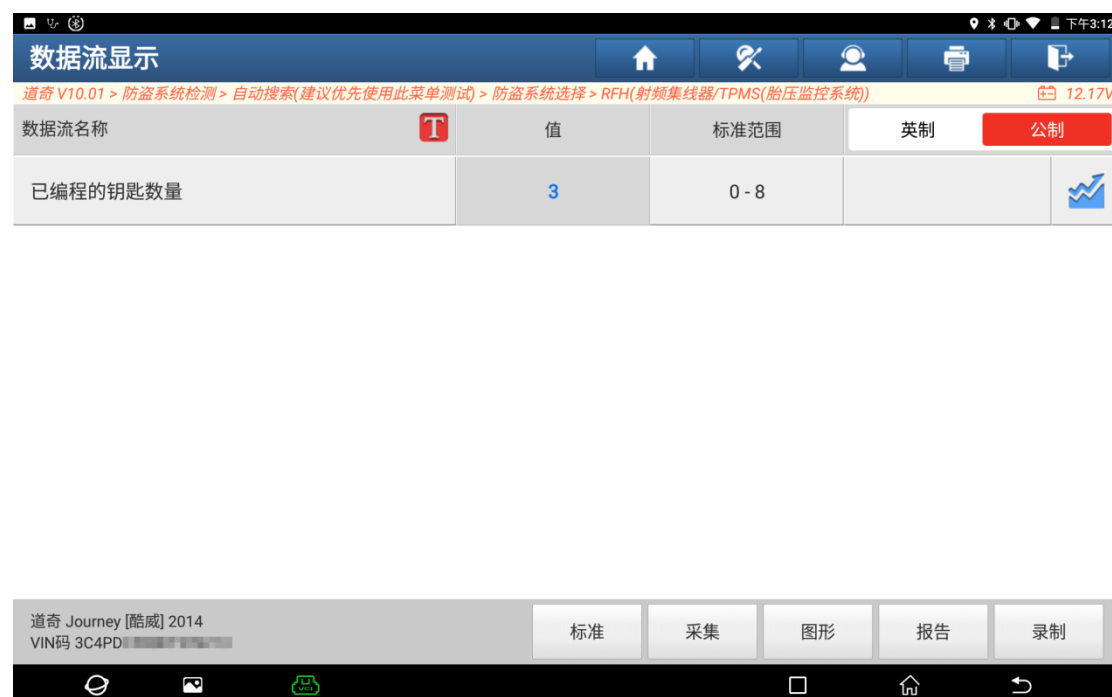 下午3:12
数据流显示
道奇 V10.01 > 防盗系统检测 > 自动搜索(建议优先使用此菜单测试) > 防盗系统选择 > RFH(射频集线器/TPMS(胎压监控系统)) 12.17V
数据流名称 T 值 标准范围 英制 公制
已编程的钥匙数量 3 0 - 8
道奇 Journey [酷威] 2014
VIN码 3C4PD
标准 采集 图形 报告 录制
VCI